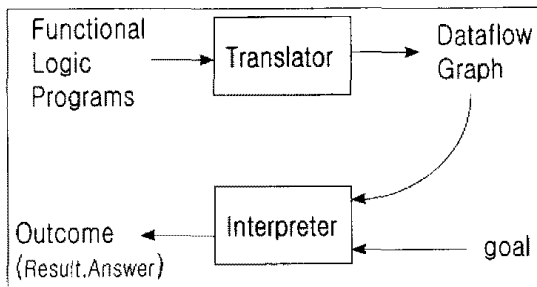 Functional
Logic
Programs
Translator
Dataflow
Graph
Interpreter
Outcome
(Result,Answer)
goal